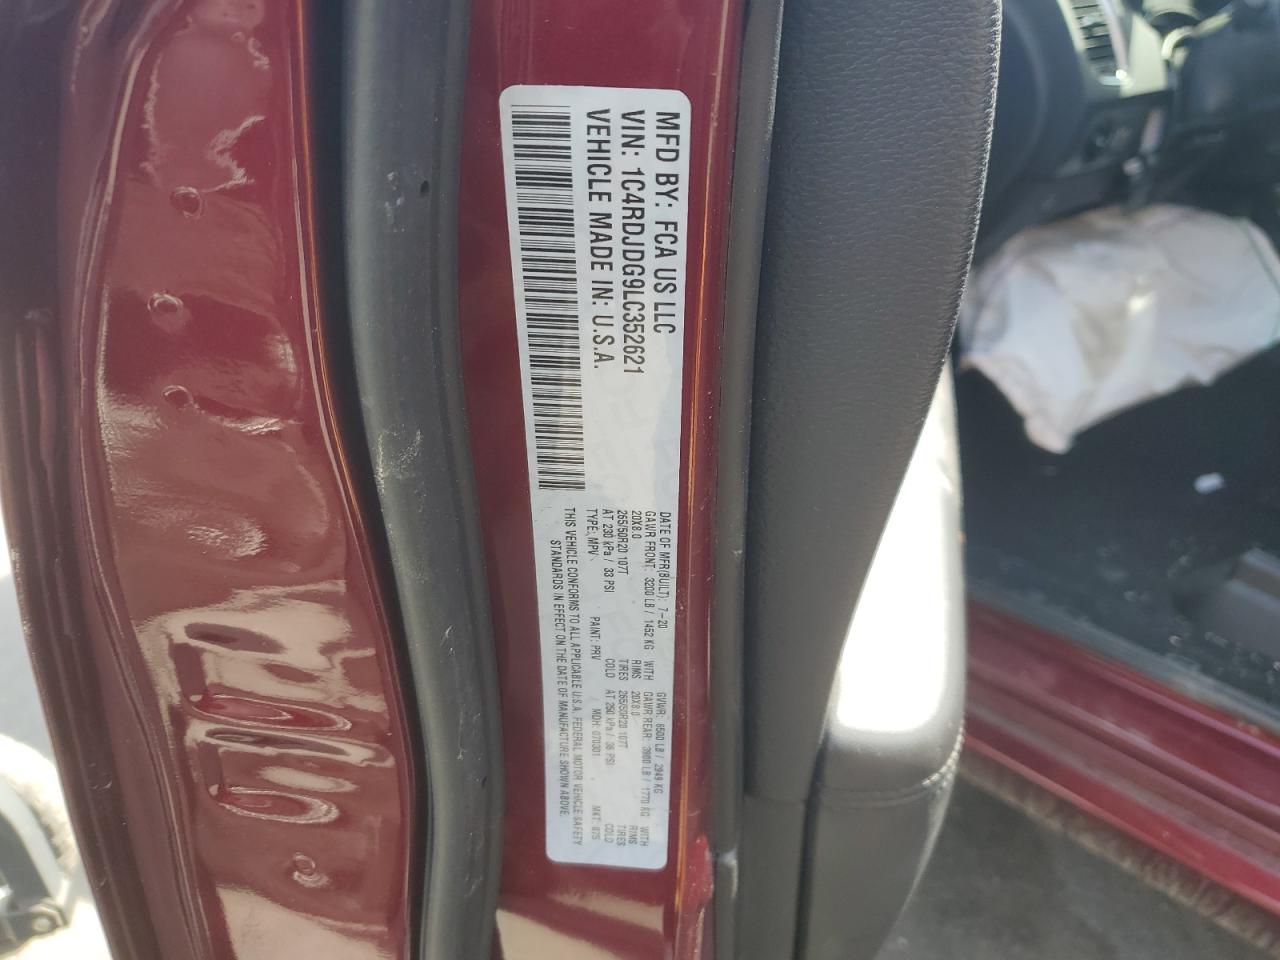 MFD BY: FCA US LLC
VIN: 1C4RDJDG9LC352621
VEHICLE MADE IN: U.S.A.
DATE OF MFR(BUILT): 7-20 GVWR: 6500 LB / 2949 KG
GAWR FRONT: 3200 LB / 1452 KG WITH GAWR REAR: 3900 LB / 1770 KG WITH
20X8.0 RIMS 20X8.0 RIMS
265/50R20 107T TIRES 265/50R20 107T TIRES
AT 230 kPa / 33 PSI COLD AT 250 kPa / 36 PSI COLD
TYPE: MPV PAINT: PRV MDH: 070301 MKT:
THIS VEHICLE CONFORMS TO ALL APPLICABLE U.S.A. FEDERAL MOTOR VEHICLE SAFETY
STANDARDS IN EFFECT ON THE DATE OF MANUFACTURE SHOWN ABOVE.